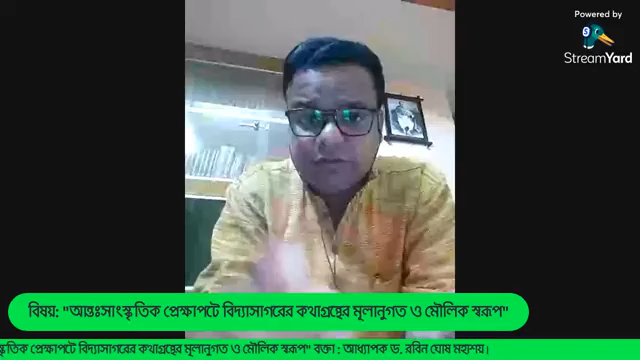 Powered by
StreamYard
বিষয়: "আন্তঃসাংস্কৃতিক প্রেক্ষাপটে বিদ্যাসাগরের কথাগ্রন্থের মূলানুগত ও মৌলিক স্বরূপ"
স্কৃতিক প্রেক্ষাপটে বিদ্যাসাগরের কথাগ্রন্থের মূলানুগত ও মৌলিক স্বরূপ" বক্তা : আধ্যাপক ড. রবিন ঘোষ মহাশয়।